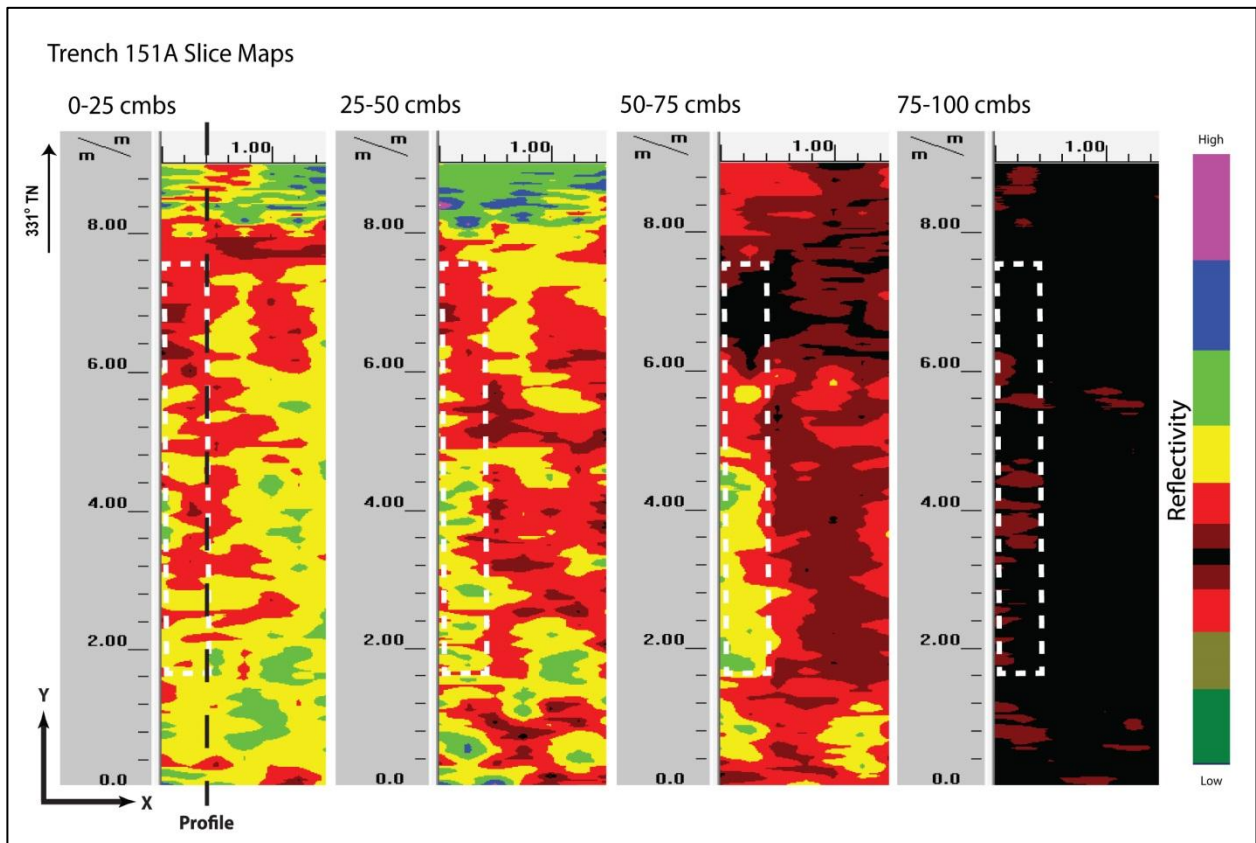 Trench 151A Slice Maps
0-25 cmbs
25-50 cmbs
50-75 cmbs
75-100 cmbs
331° TN
m
m
1.00
8.00
6.00
4.00
2.00
0.0
m
m
1.00
8.00
6.00
4.00
2.00
0.0
m
m
1.00
8.00
6.00
4.00
2.00
0.0
m
m
1.00
8.00
6.00
4.00
2.00
0.0
High
Reflectivity
Low
Y
X
Profile